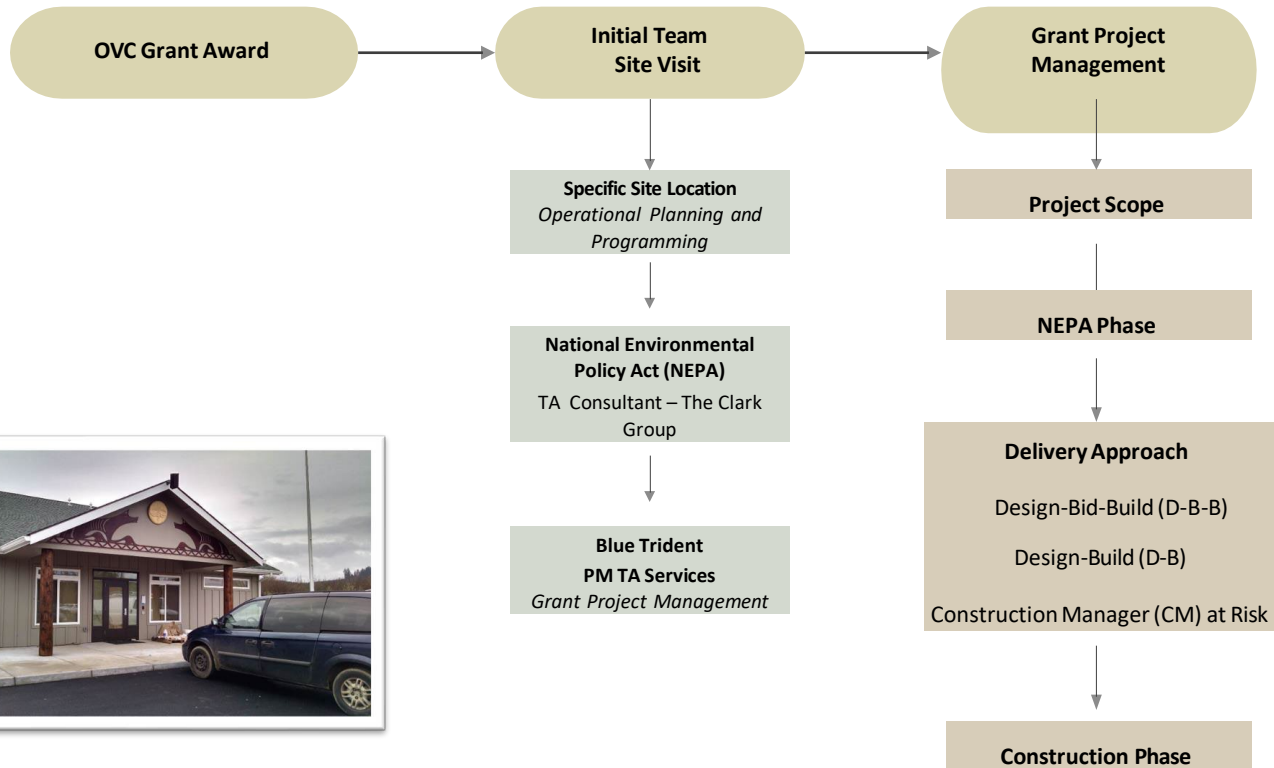 OVC Grant Award
Initial Team
Site Visit
Grant Project
Management
Specific Site Location
Operational Planning and
Programming
National Environmental
Policy Act (NEPA)
TA Consultant – The Clark
Group
Blue Trident
PM TA Services
Grant Project Management
Project Scope
NEPA Phase
Delivery Approach
Design-Bid-Build (D-B-B)
Design-Build (D-B)
Construction Manager (CM) at Risk
Construction Phase